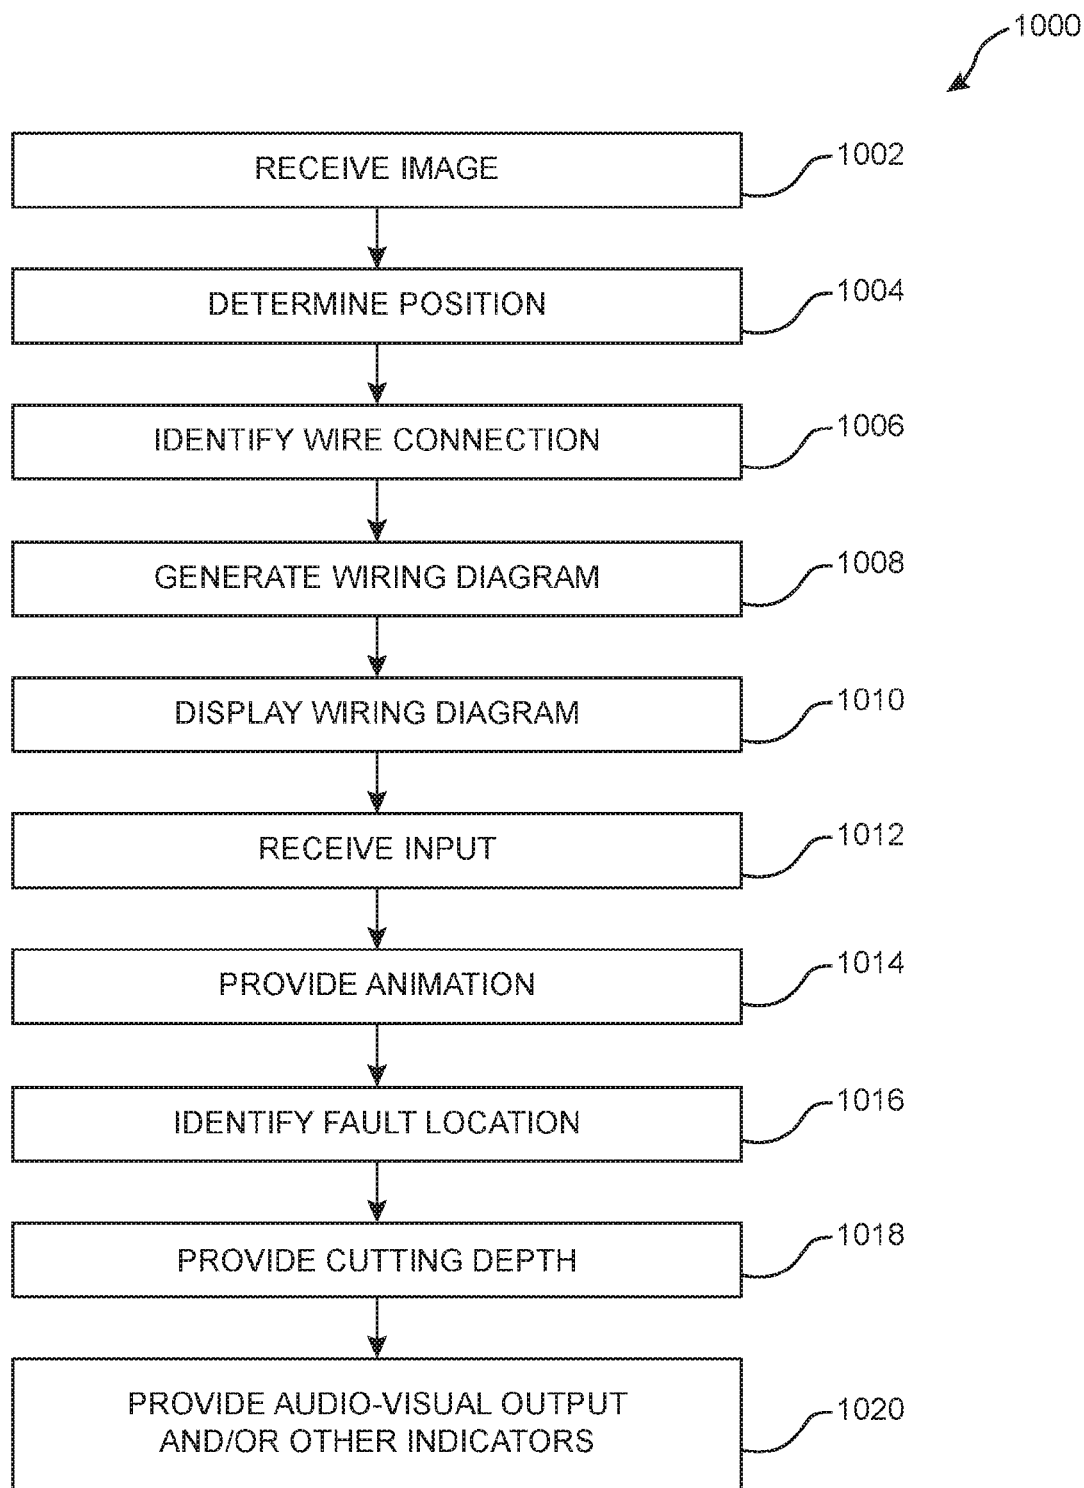 1000
RECEIVE IMAGE
1002
DETERMINE POSITION
1004
IDENTIFY WIRE CONNECTION
1006
GENERATE WIRING DIAGRAM
1008
DISPLAY WIRING DIAGRAM
1010
RECEIVE INPUT
1012
PROVIDE ANIMATION
1014
IDENTIFY FAULT LOCATION
1016
PROVIDE CUTTING DEPTH
1018
PROVIDE AUDIO-VISUAL OUTPUT
AND/OR OTHER INDICATORS
1020